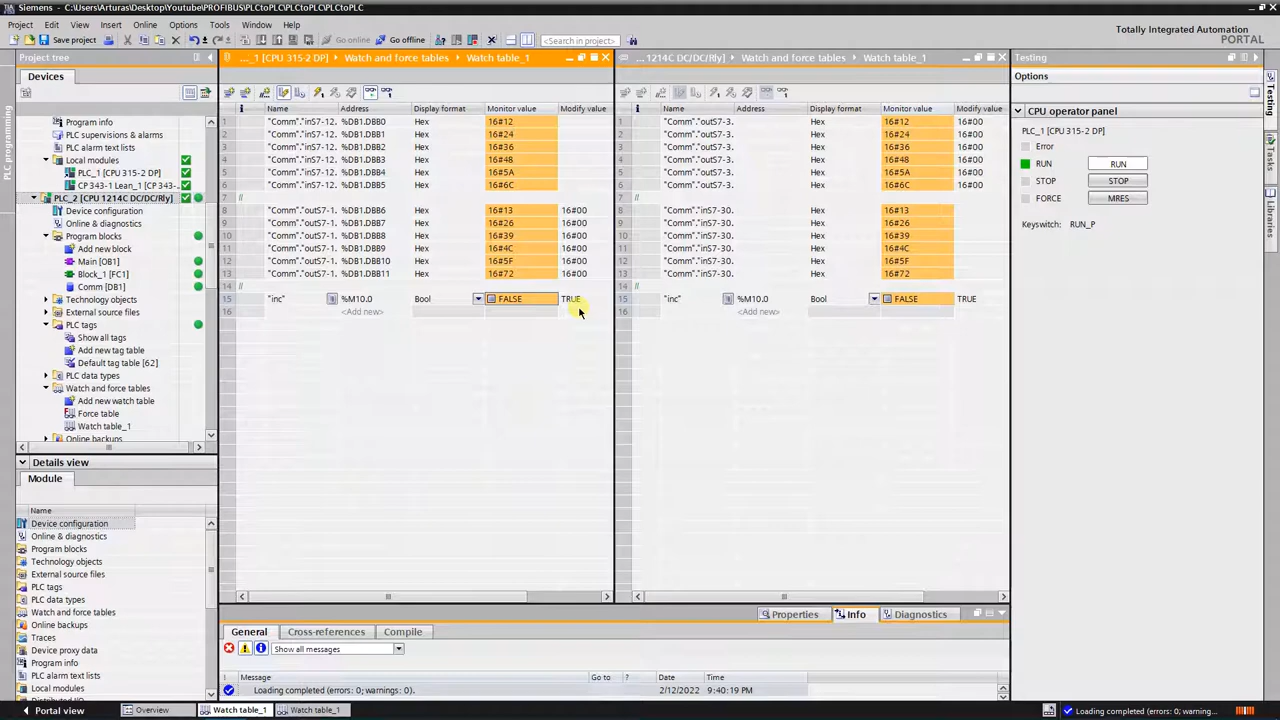 Siemens - C:\Users\Arturas\Desktop\Youtube\PROFIBUS\PLCtoPLC\PLCtoPLC\PLCtoPLC
Project Edit View Insert Online Options Tools Window Help
Totally Integrated Automation
PORTAL
Save project Go online Go offline <Search in project>
Project tree
Devices
PLC programming
Program info
PLC supervisions & alarms
PLC alarm text lists
Local modules
PLC_1 [CPU 315-2 DP]
CP 343-1 Lean_1 [CP 343-...
PLC_2 [CPU 1214C DC/DC/Rly]
Device configuration
Online & diagnostics
Program blocks
Add new block
Main [OB1]
Block_1 [FC1]
Comm [DB1]
Technology objects
External source files
PLC tags
Show all tags
Add new tag table
Default tag table [62]
PLC data types
Watch and force tables
Add new watch table
Force table
Watch table_1
Online backups
Details view
Module
Name
Device configuration
Online & diagnostics
Program blocks
Technology objects
External source files
PLC tags
PLC data types
Watch and force tables
Online backups
Traces
Device proxy data
Program info
PLC alarm text lists
Local modules
..._1 [CPU 315-2 DP] Watch and force tables Watch table_1
i Name Address Display format Monitor value Modify value
1 "Comm"."inS7-12. %DB1.DBB0 Hex 16#12
2 "Comm"."inS7-12. %DB1.DBB1 Hex 16#24
3 "Comm"."inS7-12. %DB1.DBB2 Hex 16#36
4 "Comm"."inS7-12. %DB1.DBB3 Hex 16#48
5 "Comm"."inS7-12. %DB1.DBB4 Hex 16#5A
6 "Comm"."inS7-12. %DB1.DBB5 Hex 16#6C
7 //
8 "Comm"."outS7-1. %DB1.DBB6 Hex 16#13 16#00
9 "Comm"."outS7-1. %DB1.DBB7 Hex 16#26 16#00
10 "Comm"."outS7-1. %DB1.DBB8 Hex 16#39 16#00
11 "Comm"."outS7-1. %DB1.DBB9 Hex 16#4C 16#00
12 "Comm"."outS7-1. %DB1.DBB10 Hex 16#5F 16#00
13 "Comm"."outS7-1. %DB1.DBB11 Hex 16#72 16#00
14 //
15 "inc" %M10.0 Bool FALSE TRUE
16 <Add new>
... 1214C DC/DC/Rly] Watch and force tables Watch table_1
i Name Address Display format Monitor value Modify value
1 "Comm"."outS7-3. Hex 16#12 16#00
2 "Comm"."outS7-3. Hex 16#24 16#00
3 "Comm"."outS7-3. Hex 16#36 16#00
4 "Comm"."outS7-3. Hex 16#48 16#00
5 "Comm"."outS7-3. Hex 16#5A 16#00
6 "Comm"."outS7-3. Hex 16#6C 16#00
7 //
8 "Comm"."inS7-30. Hex 16#13
9 "Comm"."inS7-30. Hex 16#26
10 "Comm"."inS7-30. Hex 16#39
11 "Comm"."inS7-30. Hex 16#4C
12 "Comm"."inS7-30. Hex 16#5F
13 "Comm"."inS7-30. Hex 16#72
14 //
15 "inc" %M10.0 Bool FALSE TRUE
16 <Add new>
Properties Info Diagnostics
General Cross-references Compile
Show all messages
! Message Go to ? Date Time
Loading completed (errors: 0; warnings: 0). 2/12/2022 9:40:19 PM
Testing
Options
CPU operator panel
PLC_1 [CPU 315-2 DP]
Error
RUN RUN
STOP STOP
FORCE MRES
Keyswitch: RUN_P
Testing
Tasks
Libraries
Portal view Overview Watch table_1 Watch table_1 Loading completed (errors: 0; warning...